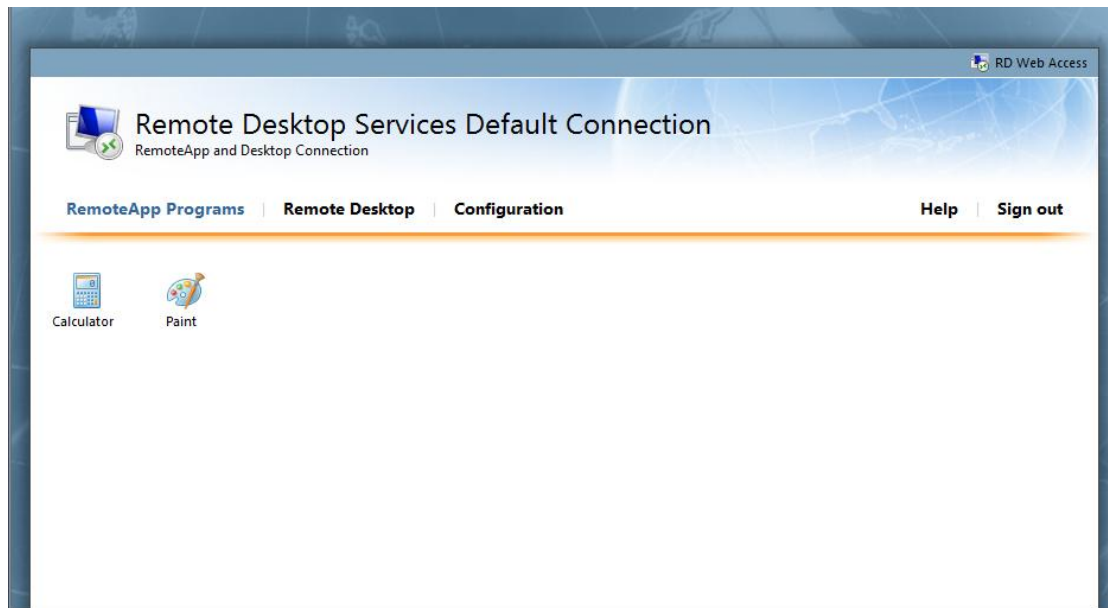 RD Web Access
Remote Desktop Services Default Connection
RemoteApp and Desktop Connection
RemoteApp Programs | Remote Desktop | Configuration Help | Sign out
Calculator Paint